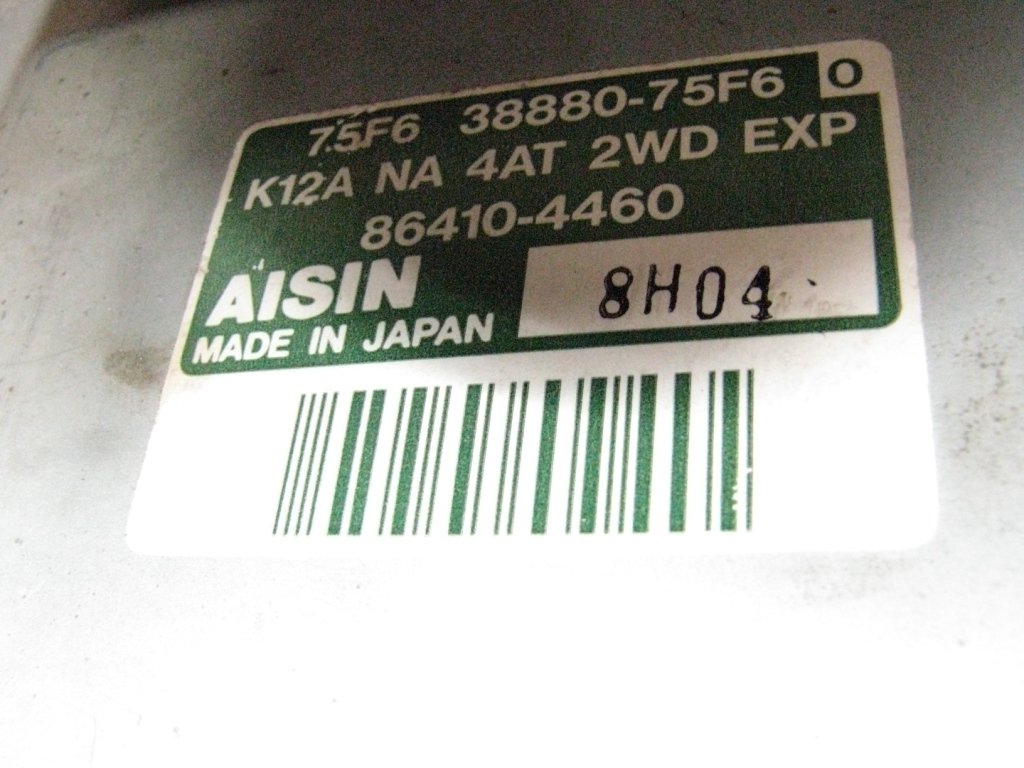 75F6 38880-75F6 0
K12A NA 4AT 2WD EXP
86410-4460
AISIN
8H04
MADE IN JAPAN